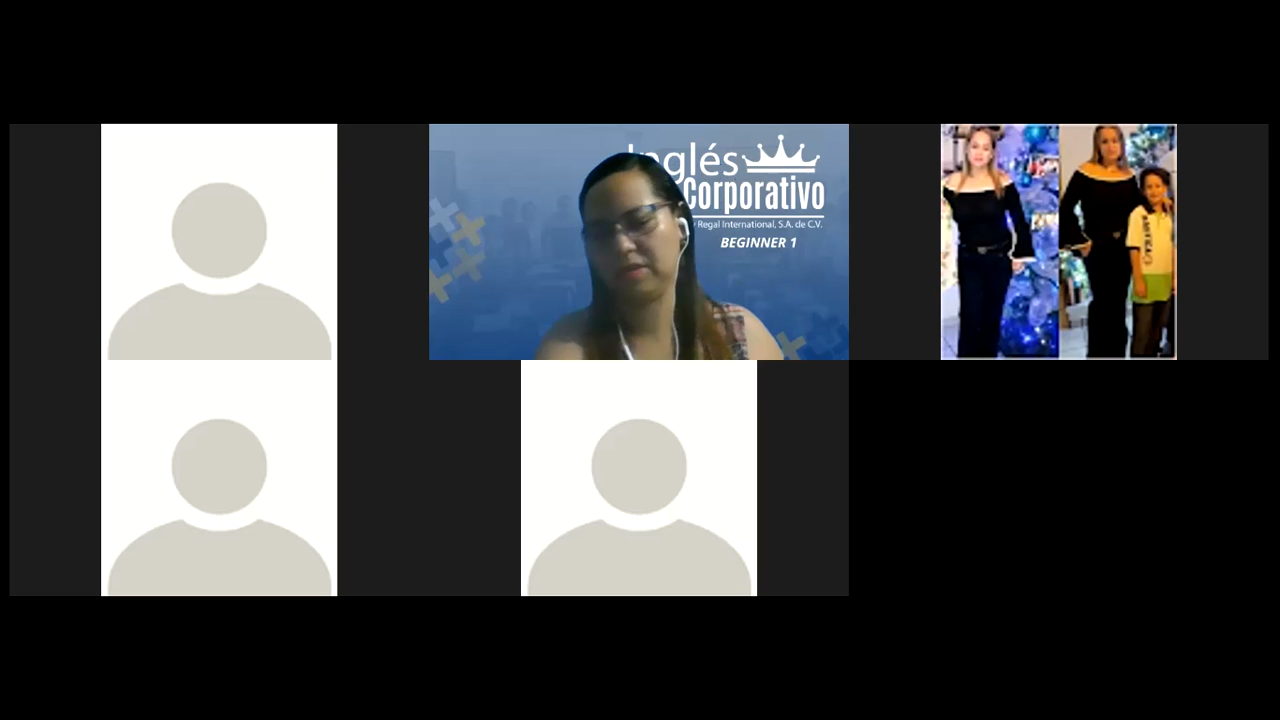 Inglés
Corporativo
Regal International, S.A. de C.V.
BEGINNER 1